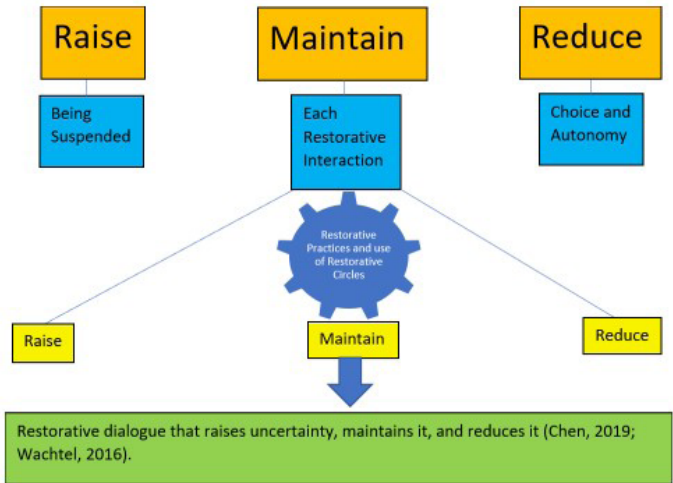 Raise
Maintain
Reduce
Being
Suspended
Each
Restorative
Interaction
Choice and
Autonomy
Restorative
Practices and use
of Restorative
Circles
Raise
Maintain
Reduce
Restorative dialogue that raises uncertainty, maintains it, and reduces it (Chen, 2019;
Wachtel, 2016).